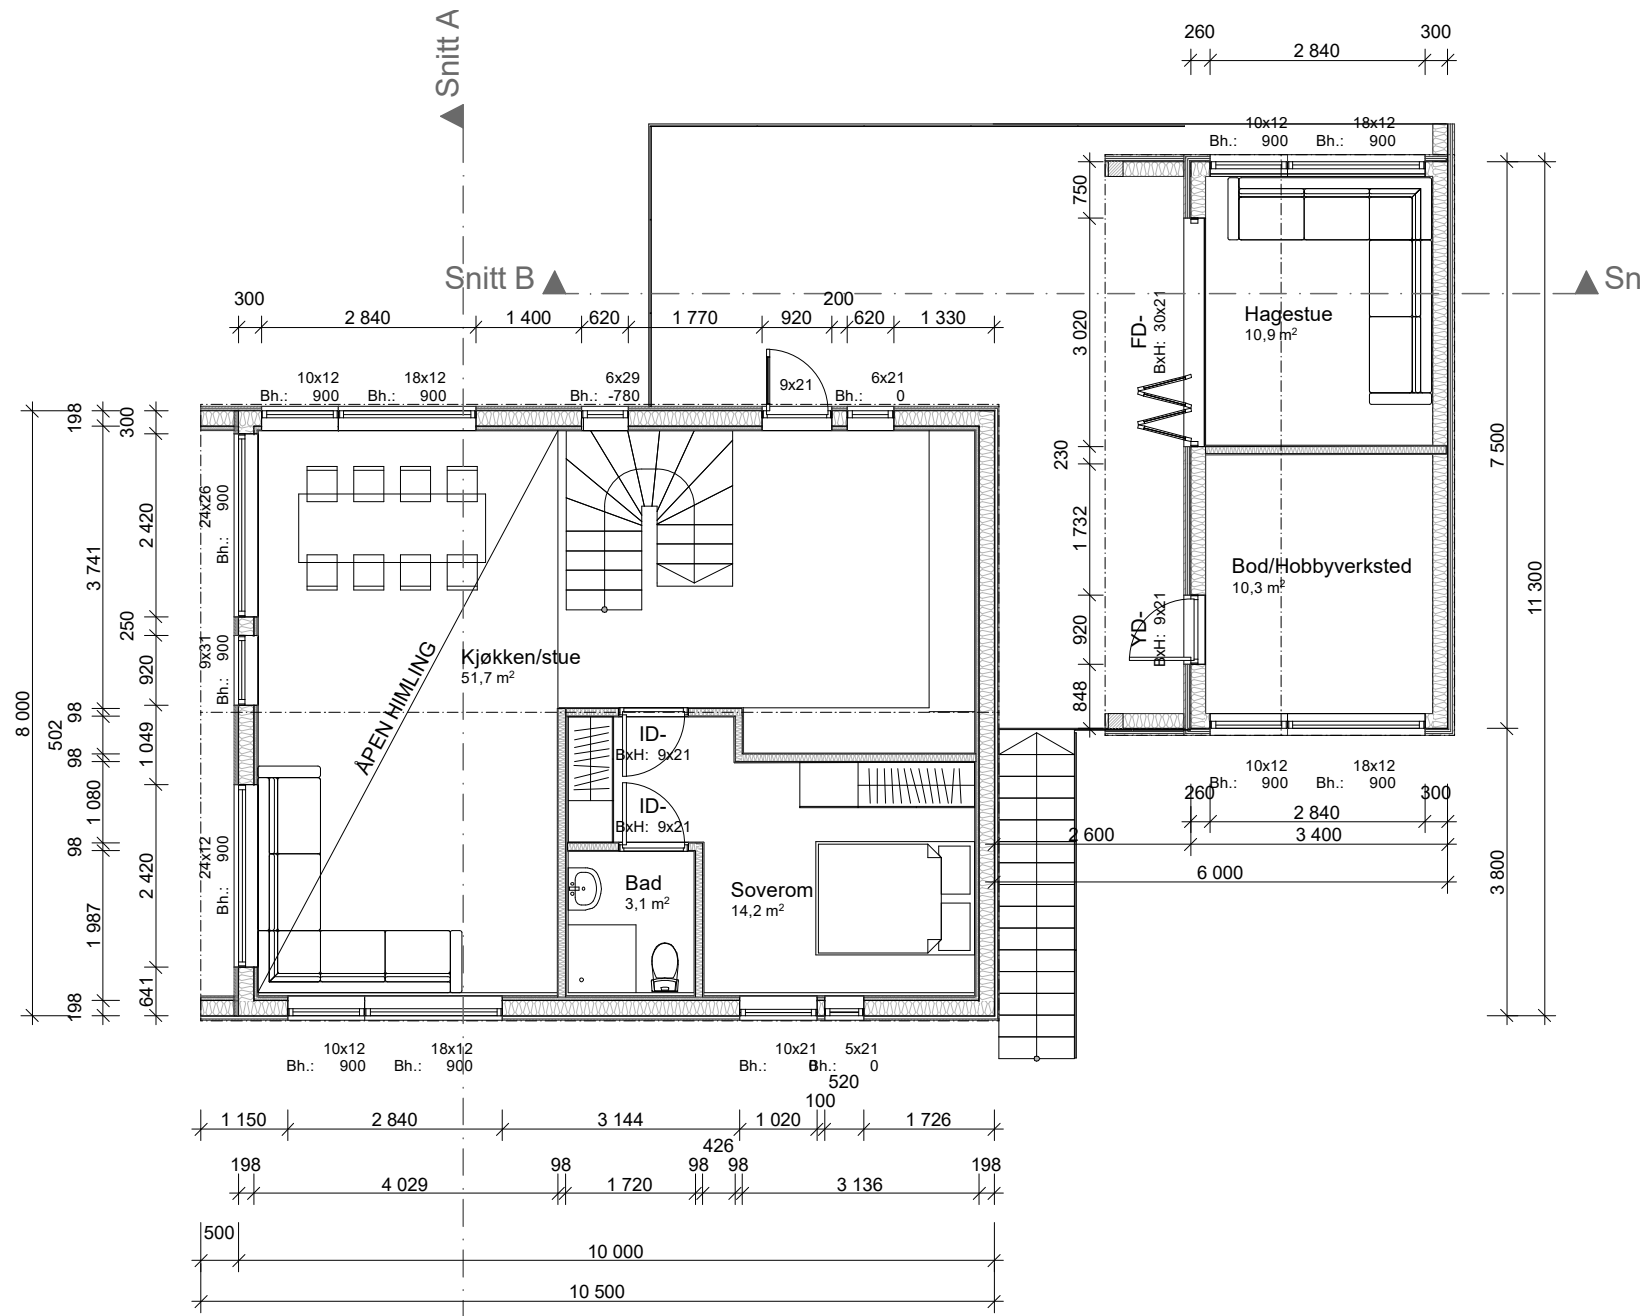 Snitt A
260
300
2 840
10x12
18x12
Bh.: 900
Bh.: 900
Snitt B
Sn
300
200
2 840
1 400
620
1 770
920
620
1 330
10x12
18x12
6x29
9x21
6x21
Bh.: 900
Bh.: 900
Bh.: -780
Bh.: 0
750
3 020
230
1 732
920
848
FD-
BxH: 30x21
YD-
BxH: 9x21
Hagestue
10,9 m²
Bod/Hobbyverksted
10,3 m²
7 500
11 300
3 800
198
3 741
98
502
98
1 080
98
1 987
198
8 000
300
2 420
250
920
1 049
2 420
641
24x26
Bh.: 900
9x31
Bh.: 900
24x12
Bh.: 900
Kjøkken/stue
51,7 m²
ÅPEN HIMLING
ID-
BxH: 9x21
ID-
BxH: 9x21
Bad
3,1 m²
Soverom
14,2 m²
10x12
18x12
Bh.: 900
Bh.: 900
260
300
2 840
2 600
3 400
6 000
10x12
18x12
10x21
5x21
Bh.: 900
Bh.: 900
Bh.:
Bh.: 0
520
100
1 150
2 840
3 144
1 020
1 726
426
198
98
98
98
198
4 029
1 720
3 136
500
10 000
10 500